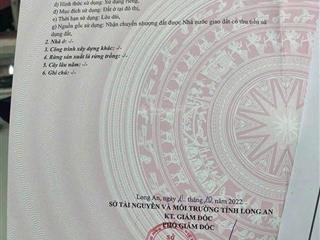 d) Hình thức sử dụng: Sử dụng riêng,
đ) Mục đích sử dụng: Đất ở tại đô thị,
e) Thời hạn sử dụng: Lâu dài,
g) Nguồn gốc sử dụng: Nhận chuyển nhượng đất được Nhà nước giao đất có thu tiền sử
dụng đất,
2. Nhà ở: -/-
3. Công trình xây dựng khác: -/-
4. Rừng sản xuất là rừng trồng: -/-
5. Cây lâu năm: -/-
6. Ghi chú: -/-
Long An, ngày tháng năm 2022
SỞ TÀI NGUYÊN VÀ MÔI TRƯỜNG TỈNH LONG AN
KT. GIÁM ĐỐC
PHÓ GIÁM ĐỐC